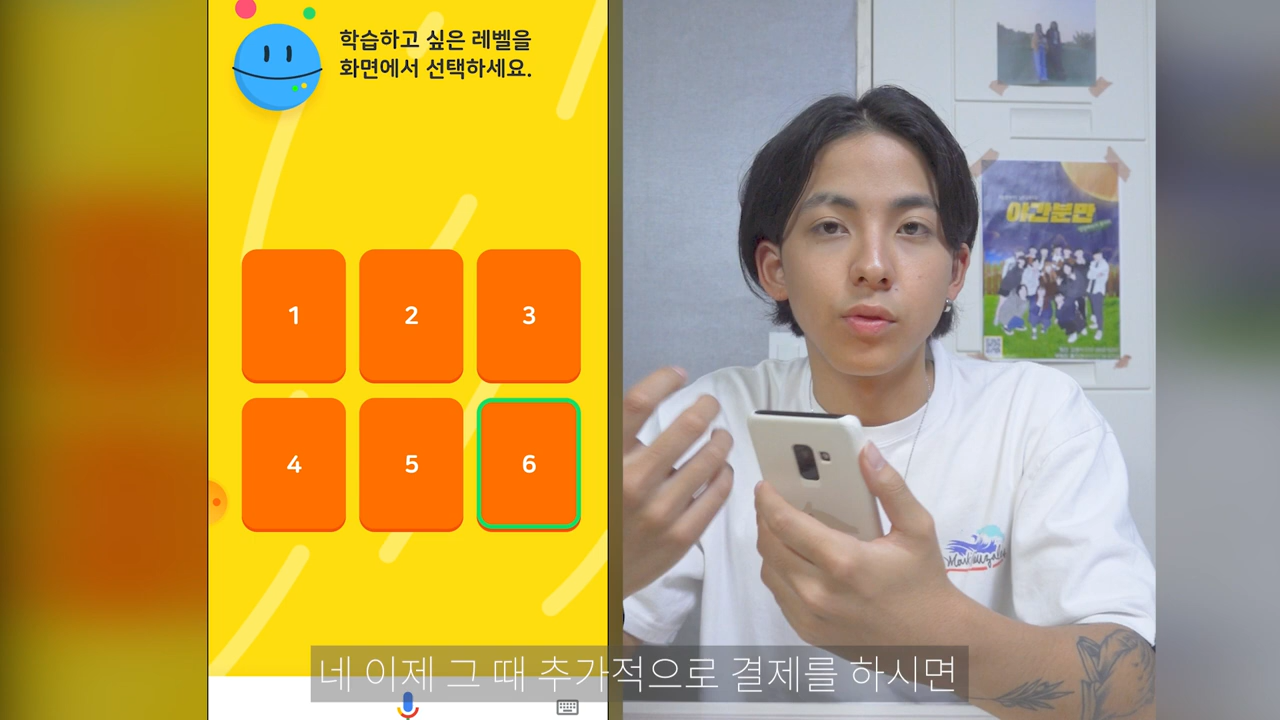 학습하고 싶은 레벨을
화면에서 선택하세요.
1
2
3
4
5
6
야간분만
네 이제 그 때 추가적으로 결제를 하시면